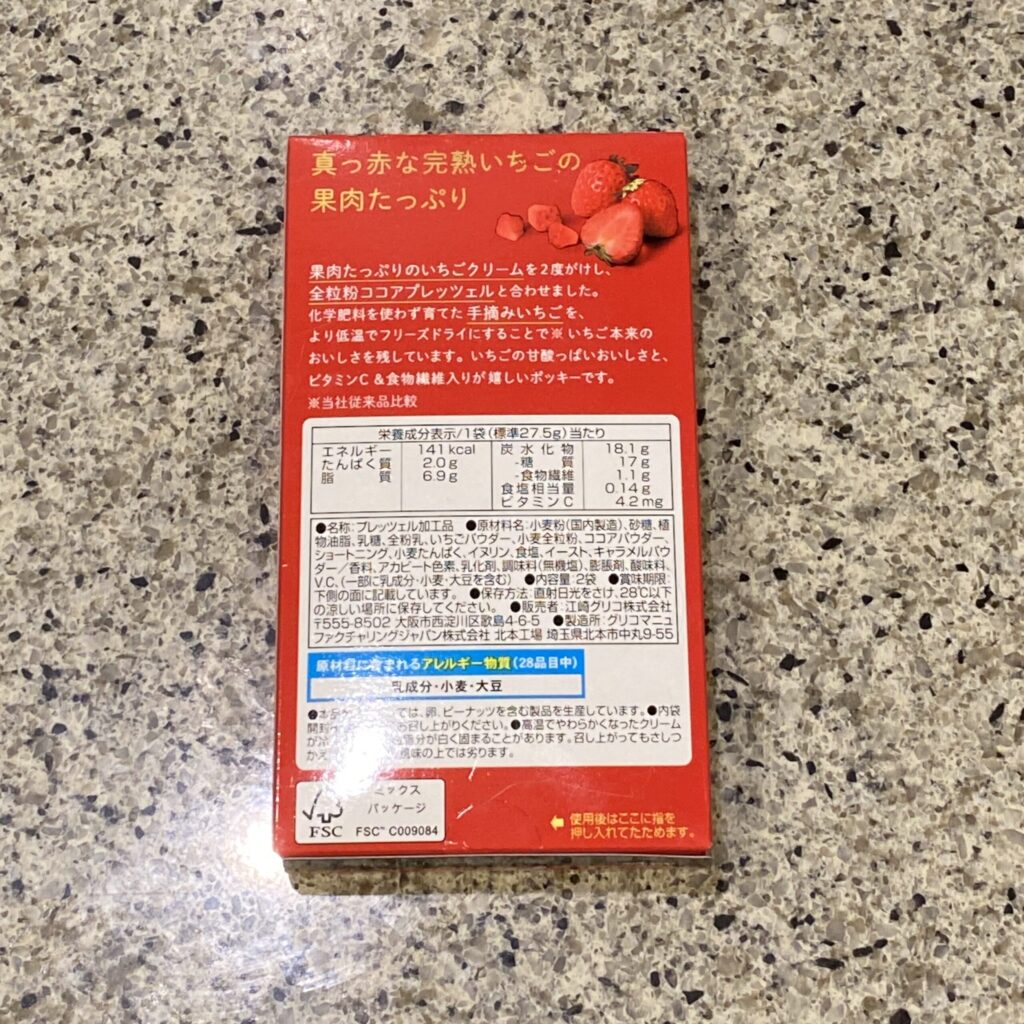 真っ赤な完熟いちごの
果肉たっぷり
果肉たっぷりのいちごクリームを2度がけし、
全粒粉ココアプレッツェルと合わせました。
化学肥料を使わず育てた 手摘みいちごを、
より低温でフリーズドライにすることで※ いちご本来の
おいしさを残しています。いちごの甘酸っぱいおいしさと、
ビタミンC &食物繊維入りが嬉しいポッキーです。
※当社従来品比較
栄養成分表示/1袋(標準27.5g)当たり
エネルギー 141kcal 炭水化物 18.1g
たんぱく質 2.0g -糖質 17g
脂質 6.9g -食物繊維 1.1g
食塩相当量 0.14g
ビタミンC 42mg
●名称:プレッツェル加工品 ●原材料名:小麦粉(国内製造)、砂糖、植
物油脂、乳糖、全粉乳、いちごパウダー、小麦全粒粉、ココアパウダー、
ショートニング、小麦たんぱく、イヌリン、食塩、イースト、キャラメルパウ
ダー/香料、アカビート色素、乳化剤、調味料(無機塩)、膨脹剤、酸味料、
V.C、(一部に乳成分・小麦・大豆を含む) ●内容量:2袋 ●賞味期限:
下側の面に記載しています。 ●保存方法:直射日光をさけ、28℃以下
の涼しい場所に保存してください。 ●販売者:江崎グリコ株式会社
〒555-8502 大阪市西淀川区歌島4-6-5 ●製造所:グリコマニュ
ファクチャリングジャパン株式会社 北本工場 埼玉県北本市中丸9-55
原材料に含まれるアレルギー物質(28品目中)
乳成分・小麦・大豆
では、卵、ピーナッツを含む製品を生産しています。●内袋
開封 お召し上がりください。●高温でやわらかくなったクリーム
が冷 脂分が白く固まることがあります。召し上がってもさしつ
かえ 風味の上では劣ります。
ミックス
パッケージ
FSC
FSC™ C009084
使用後はここに指を
押し入れてたためます。